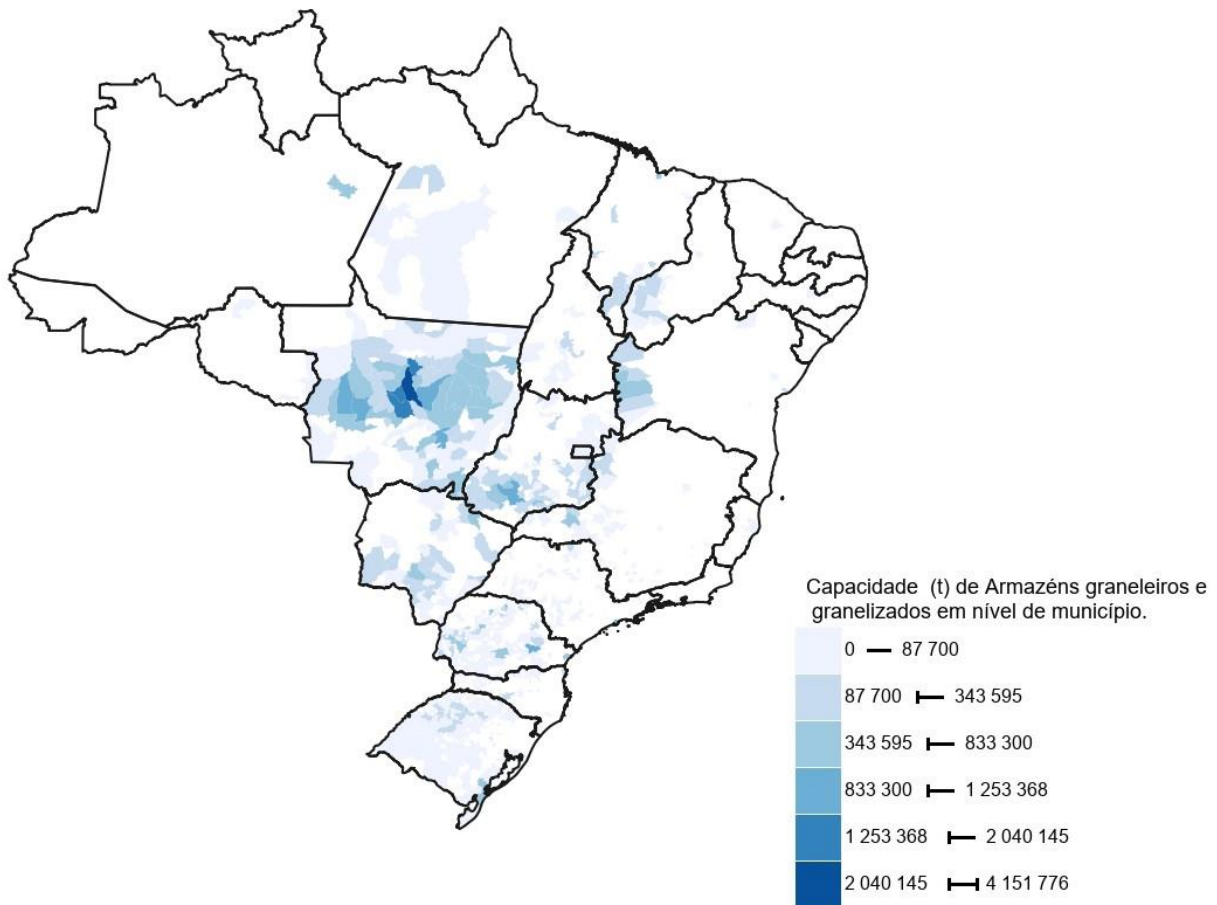 Capacidade (t) de Armazéns graneleiros e
granelizados em nível de município.
0 — 87 700
87 700 ⊢ 343 595
343 595 ⊢ 833 300
833 300 ⊢ 1 253 368
1 253 368 ⊢ 2 040 145
2 040 145 ⊢⊣ 4 151 776